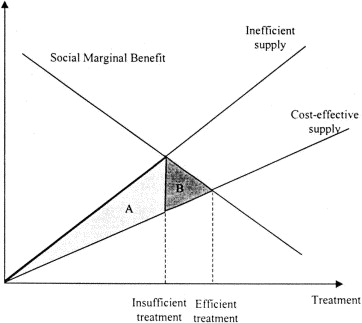 Inefficient
supply
Social Marginal Benefit
Cost-effective
supply
A
B
Insufficient
treatment
Efficient
treatment
Treatment